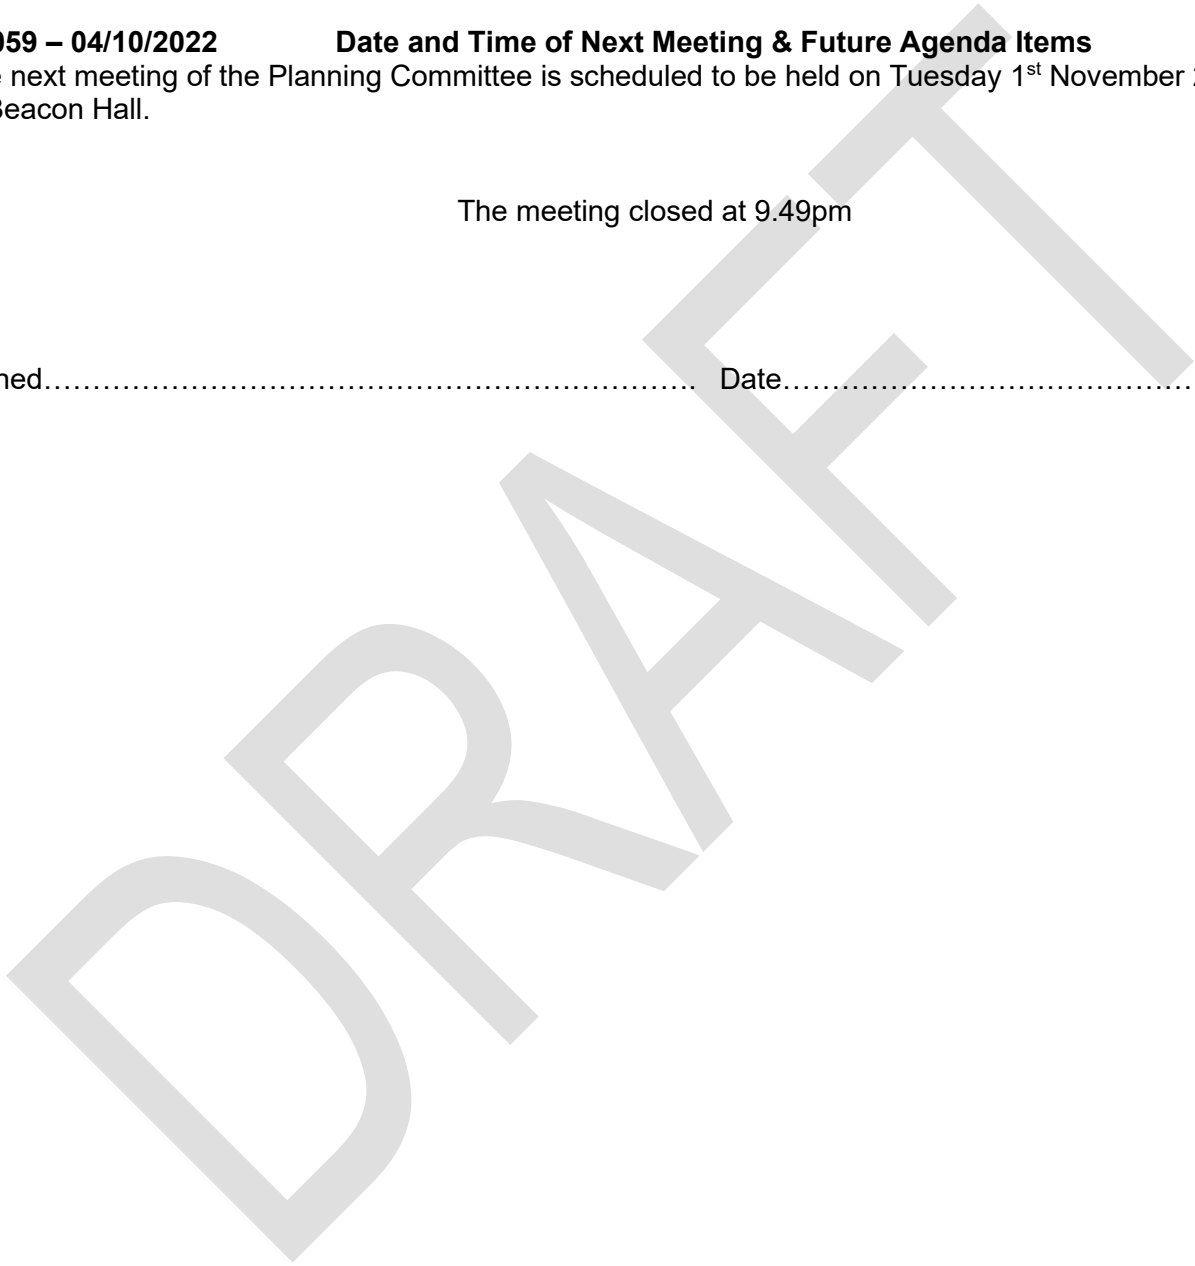 059 – 04/10/2022 Date and Time of Next Meeting & Future Agenda Items
next meeting of the Planning Committee is scheduled to be held on Tuesday 1st November
Beacon Hall.
The meeting closed at 9.49pm
ned…………………………………………………………… Date……………………………………
DRAFT